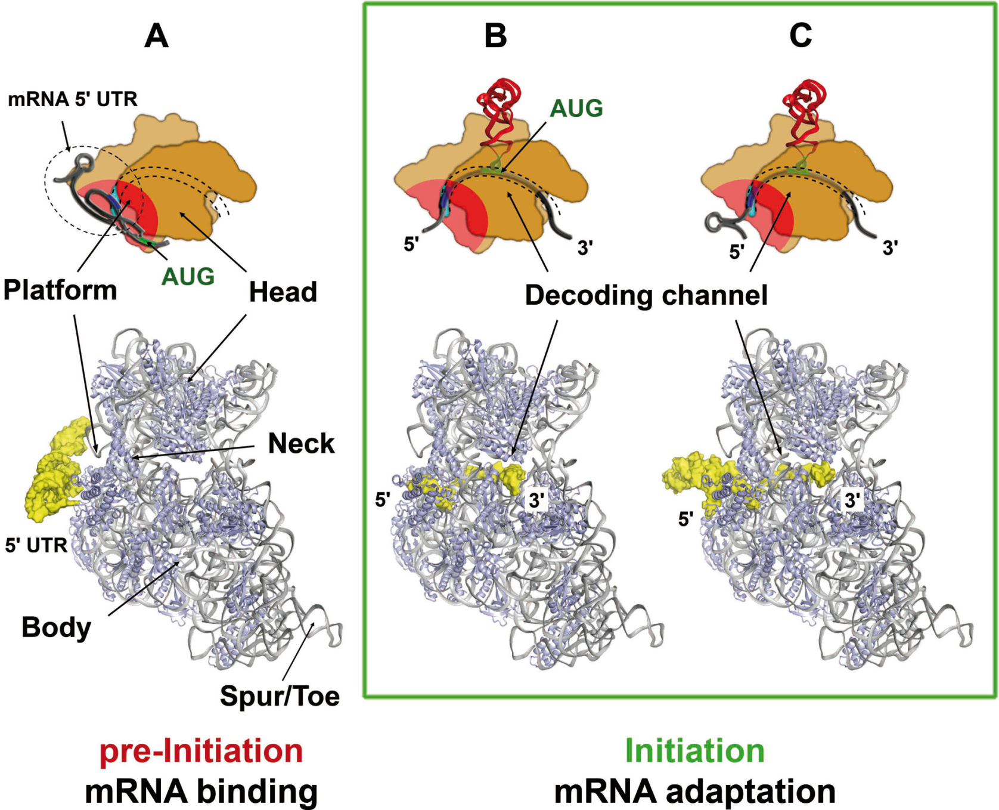 A
B
C
mRNA 5' UTR
AUG
AUG
5'
3'
5'
3'
Platform
Head
Decoding channel
Neck
5'
3'
5'
3'
5' UTR
Body
Spur/Toe
pre-Initiation
mRNA binding
Initiation
mRNA adaptation